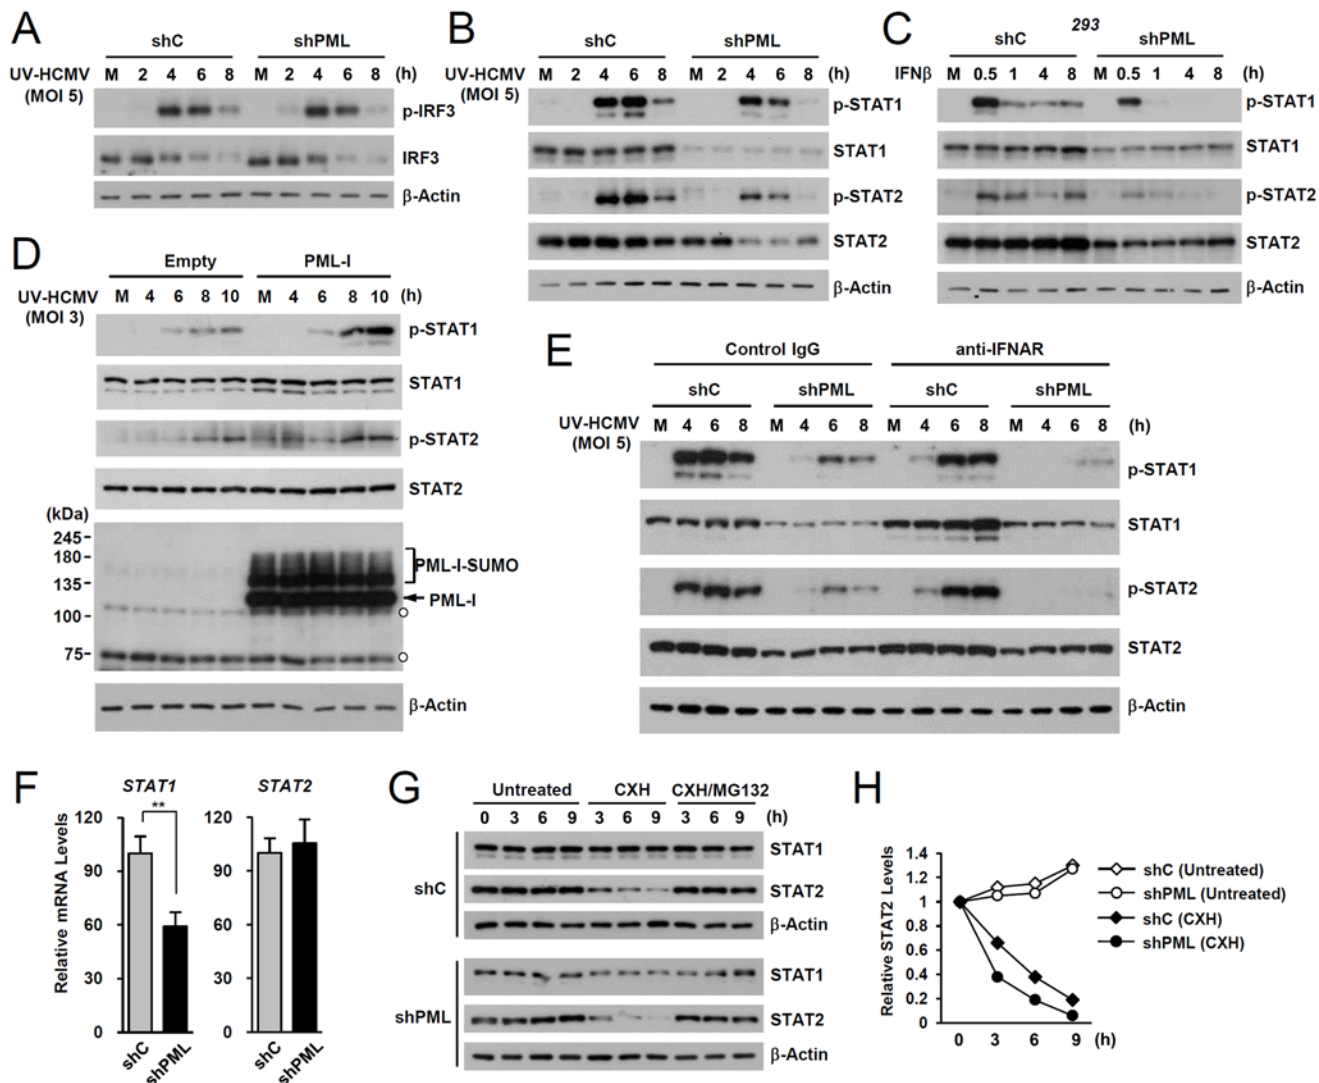 A
shC shPML
UV-HCMV (MOI 5) M 2 4 6 8 M 2 4 6 8 (h)
p-IRF3
IRF3
β-Actin
B
shC shPML
UV-HCMV (MOI 5) M 2 4 6 8 M 2 4 6 8 (h)
p-STAT1
STAT1
p-STAT2
STAT2
β-Actin
C
293
shC shPML
IFNβ M 0.5 1 4 8 M 0.5 1 4 8 (h)
p-STAT1
STAT1
p-STAT2
STAT2
β-Actin
D
Empty PML-I
UV-HCMV (MOI 3) M 4 6 8 10 M 4 6 8 10 (h)
p-STAT1
STAT1
p-STAT2
STAT2
(kDa)
245
180
135
100
75
PML-I-SUMO
PML-I
β-Actin
E
Control IgG anti-IFNAR
shC shPML shC shPML
UV-HCMV (MOI 5) M 4 6 8 M 4 6 8 M 4 6 8 M 4 6 8 (h)
p-STAT1
STAT1
p-STAT2
STAT2
β-Actin
F
STAT1 STAT2
Relative mRNA Levels
120
90
60
30
0
**
shC shPML
120
90
60
30
0
shC shPML
G
Untreated CXH CXH/MG132
0 3 6 9 3 6 9 3 6 9 (h)
shC
STAT1
STAT2
β-Actin
shPML
STAT1
STAT2
β-Actin
H
Relative STAT2 Levels
1.4
1.2
1
0.8
0.6
0.4
0.2
0
0 3 6 9 (h)
shC (Untreated)
shPML (Untreated)
shC (CXH)
shPML (CXH)